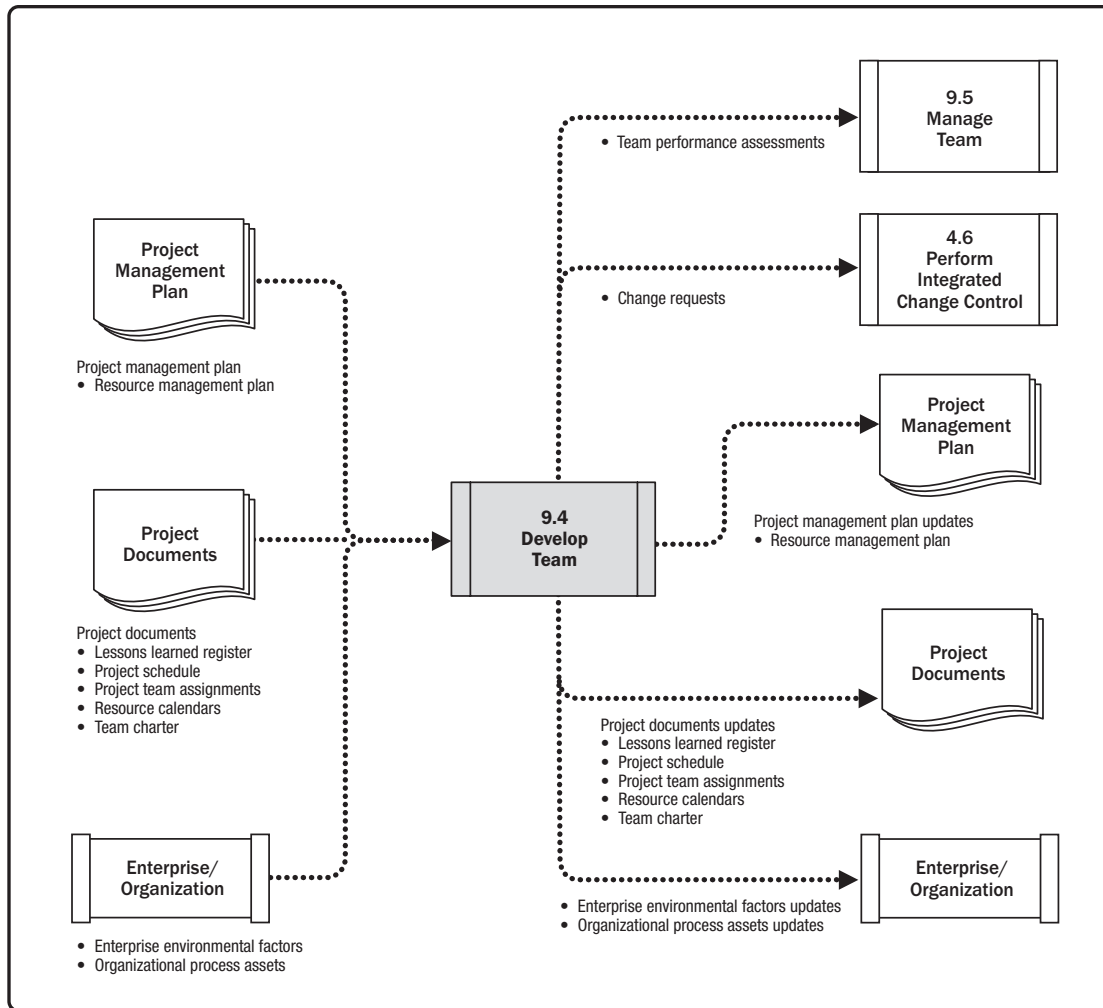 Project
Management
Plan
Project management plan
• Resource management plan
Project
Documents
Project documents
• Lessons learned register
• Project schedule
• Project team assignments
• Resource calendars
• Team charter
Enterprise/
Organization
• Enterprise environmental factors
• Organizational process assets
9.4
Develop
Team
• Team performance assessments
9.5
Manage
Team
• Change requests
4.6
Perform
Integrated
Change Control
Project
Management
Plan
Project management plan updates
• Resource management plan
Project
Documents
Project documents updates
• Lessons learned register
• Project schedule
• Project team assignments
• Resource calendars
• Team charter
Enterprise/
Organization
• Enterprise environmental factors updates
• Organizational process assets updates